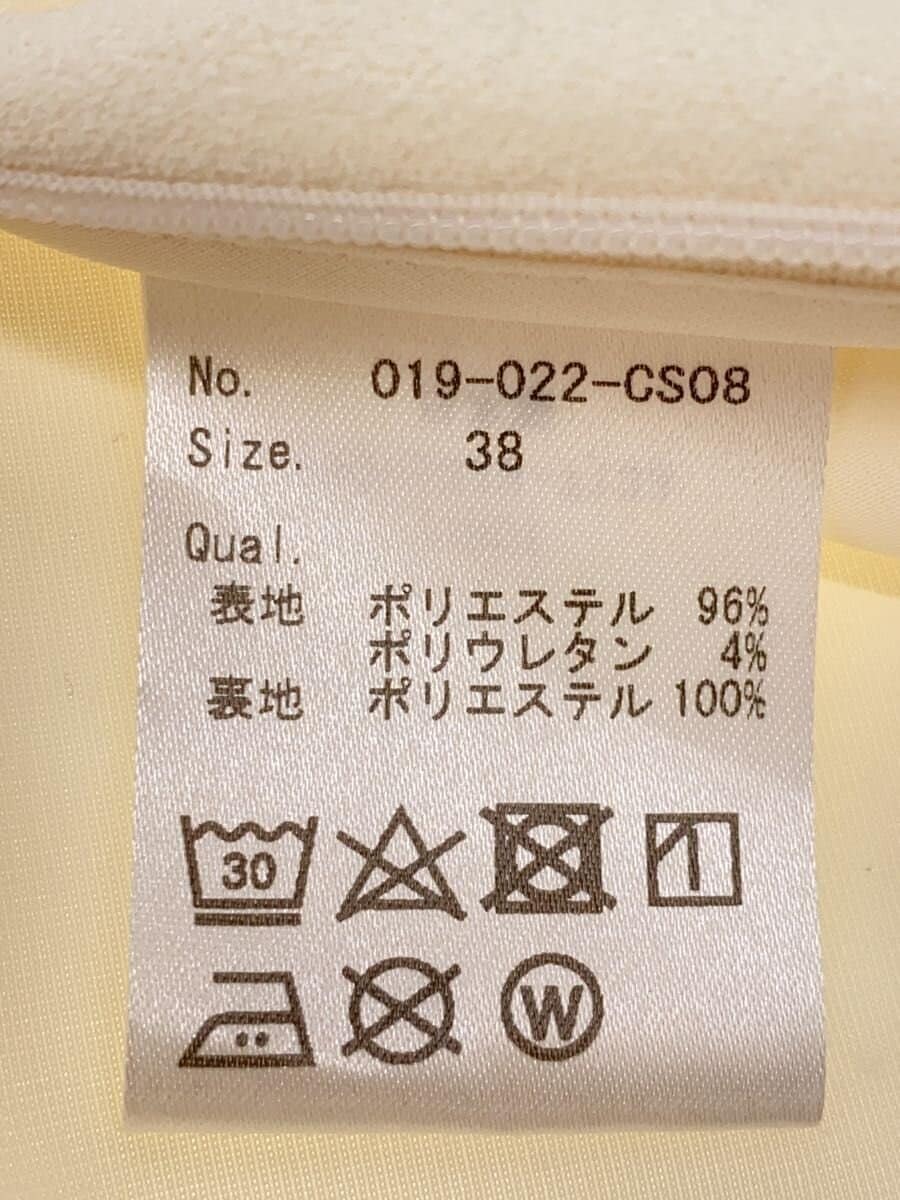 No. 019-022-CS08
Size. 38
Qual.
表地 ポリエステル 96%
ポリウレタン 4%
裏地 ポリエステル 100%
30
W